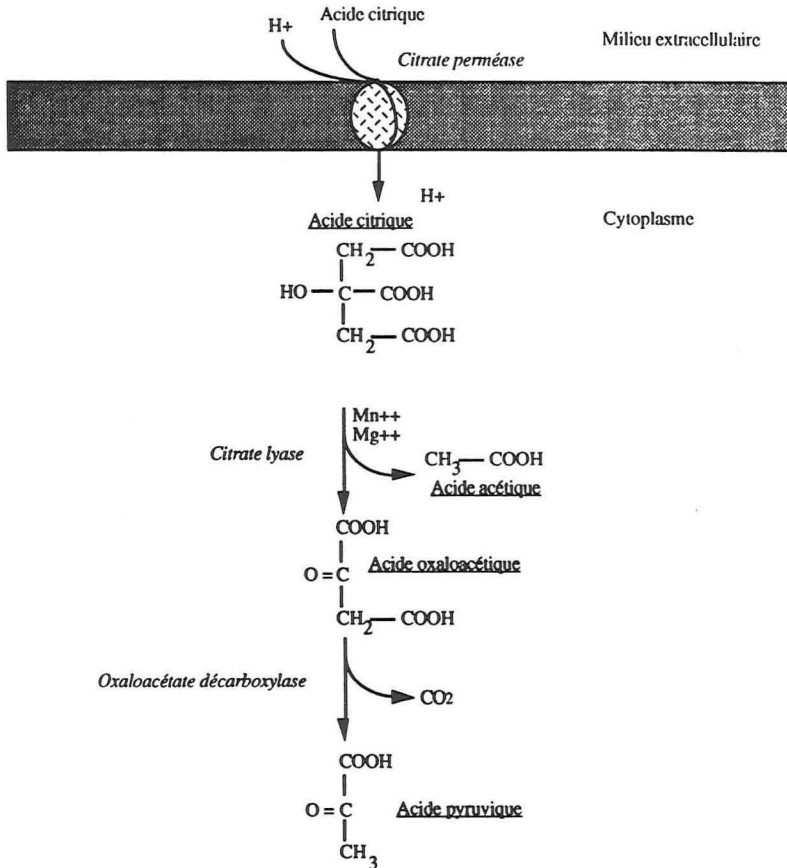 Acide citrique
H+
Milieu extracellulaire
Citrate perméase
H+
Acide citrique
Cytoplasme
CH2 COOH
HO C COOH
CH2 COOH
Mn++
Mg++
Citrate lyase
CH3 COOH
Acide acétique
COOH
O=C
Acide oxaloacétique
CH2 COOH
Oxaloacétate décarboxylase
CO2
COOH
O=C
Acide pyruvique
CH3